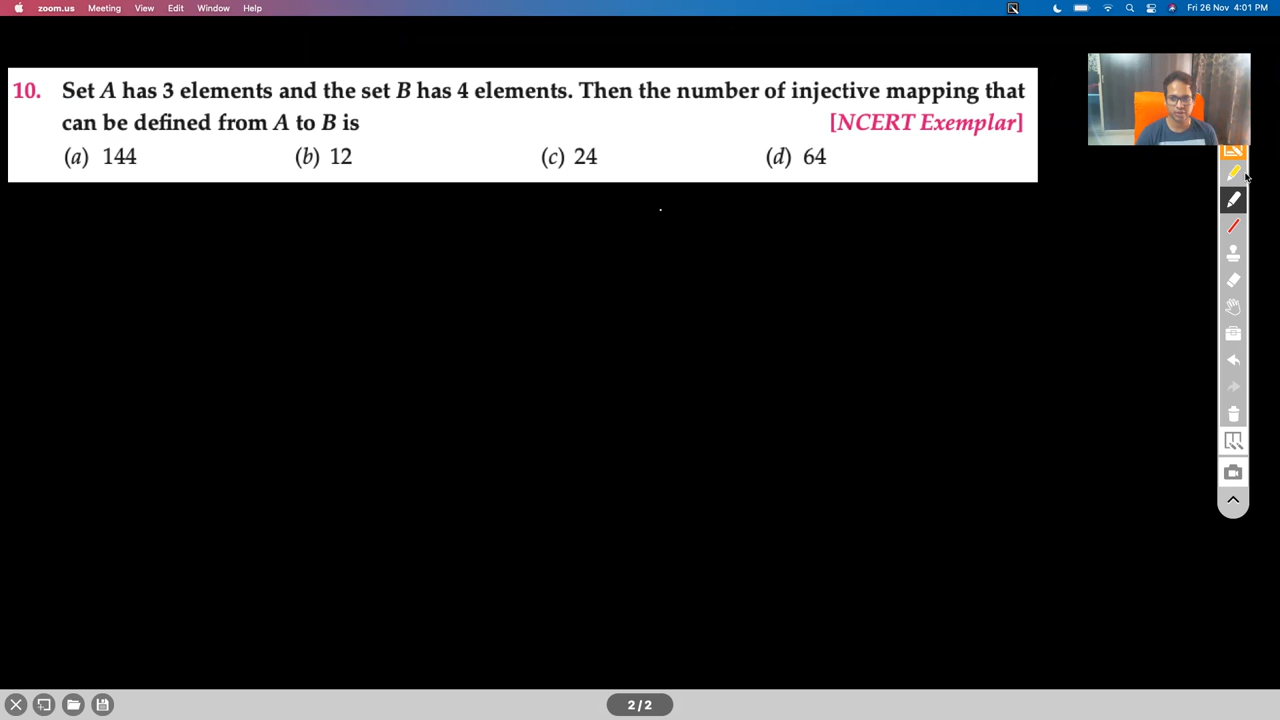 zoom.us Meeting View Edit Window Help Fri 26 Nov 4:01 PM
10. Set A has 3 elements and the set B has 4 elements. Then the number of injective mapping that
can be defined from A to B is [NCERT Exemplar]
(a) 144 (b) 12 (c) 24 (d) 64
2/2